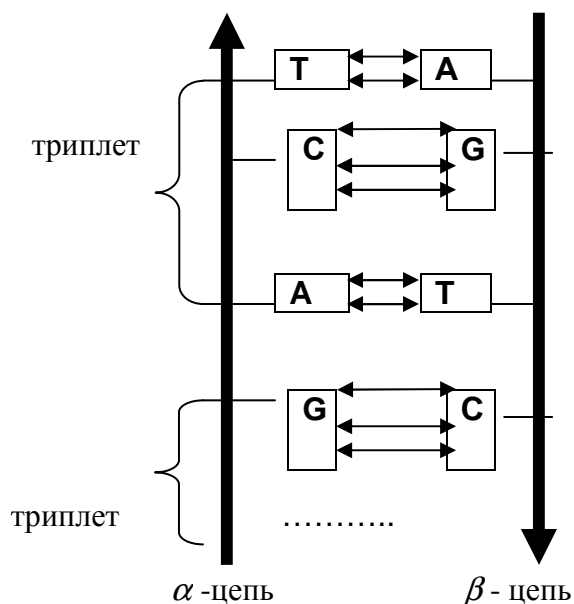 T A
триплет
C G
A T
G C
триплет
...........
α -цепь β - цепь